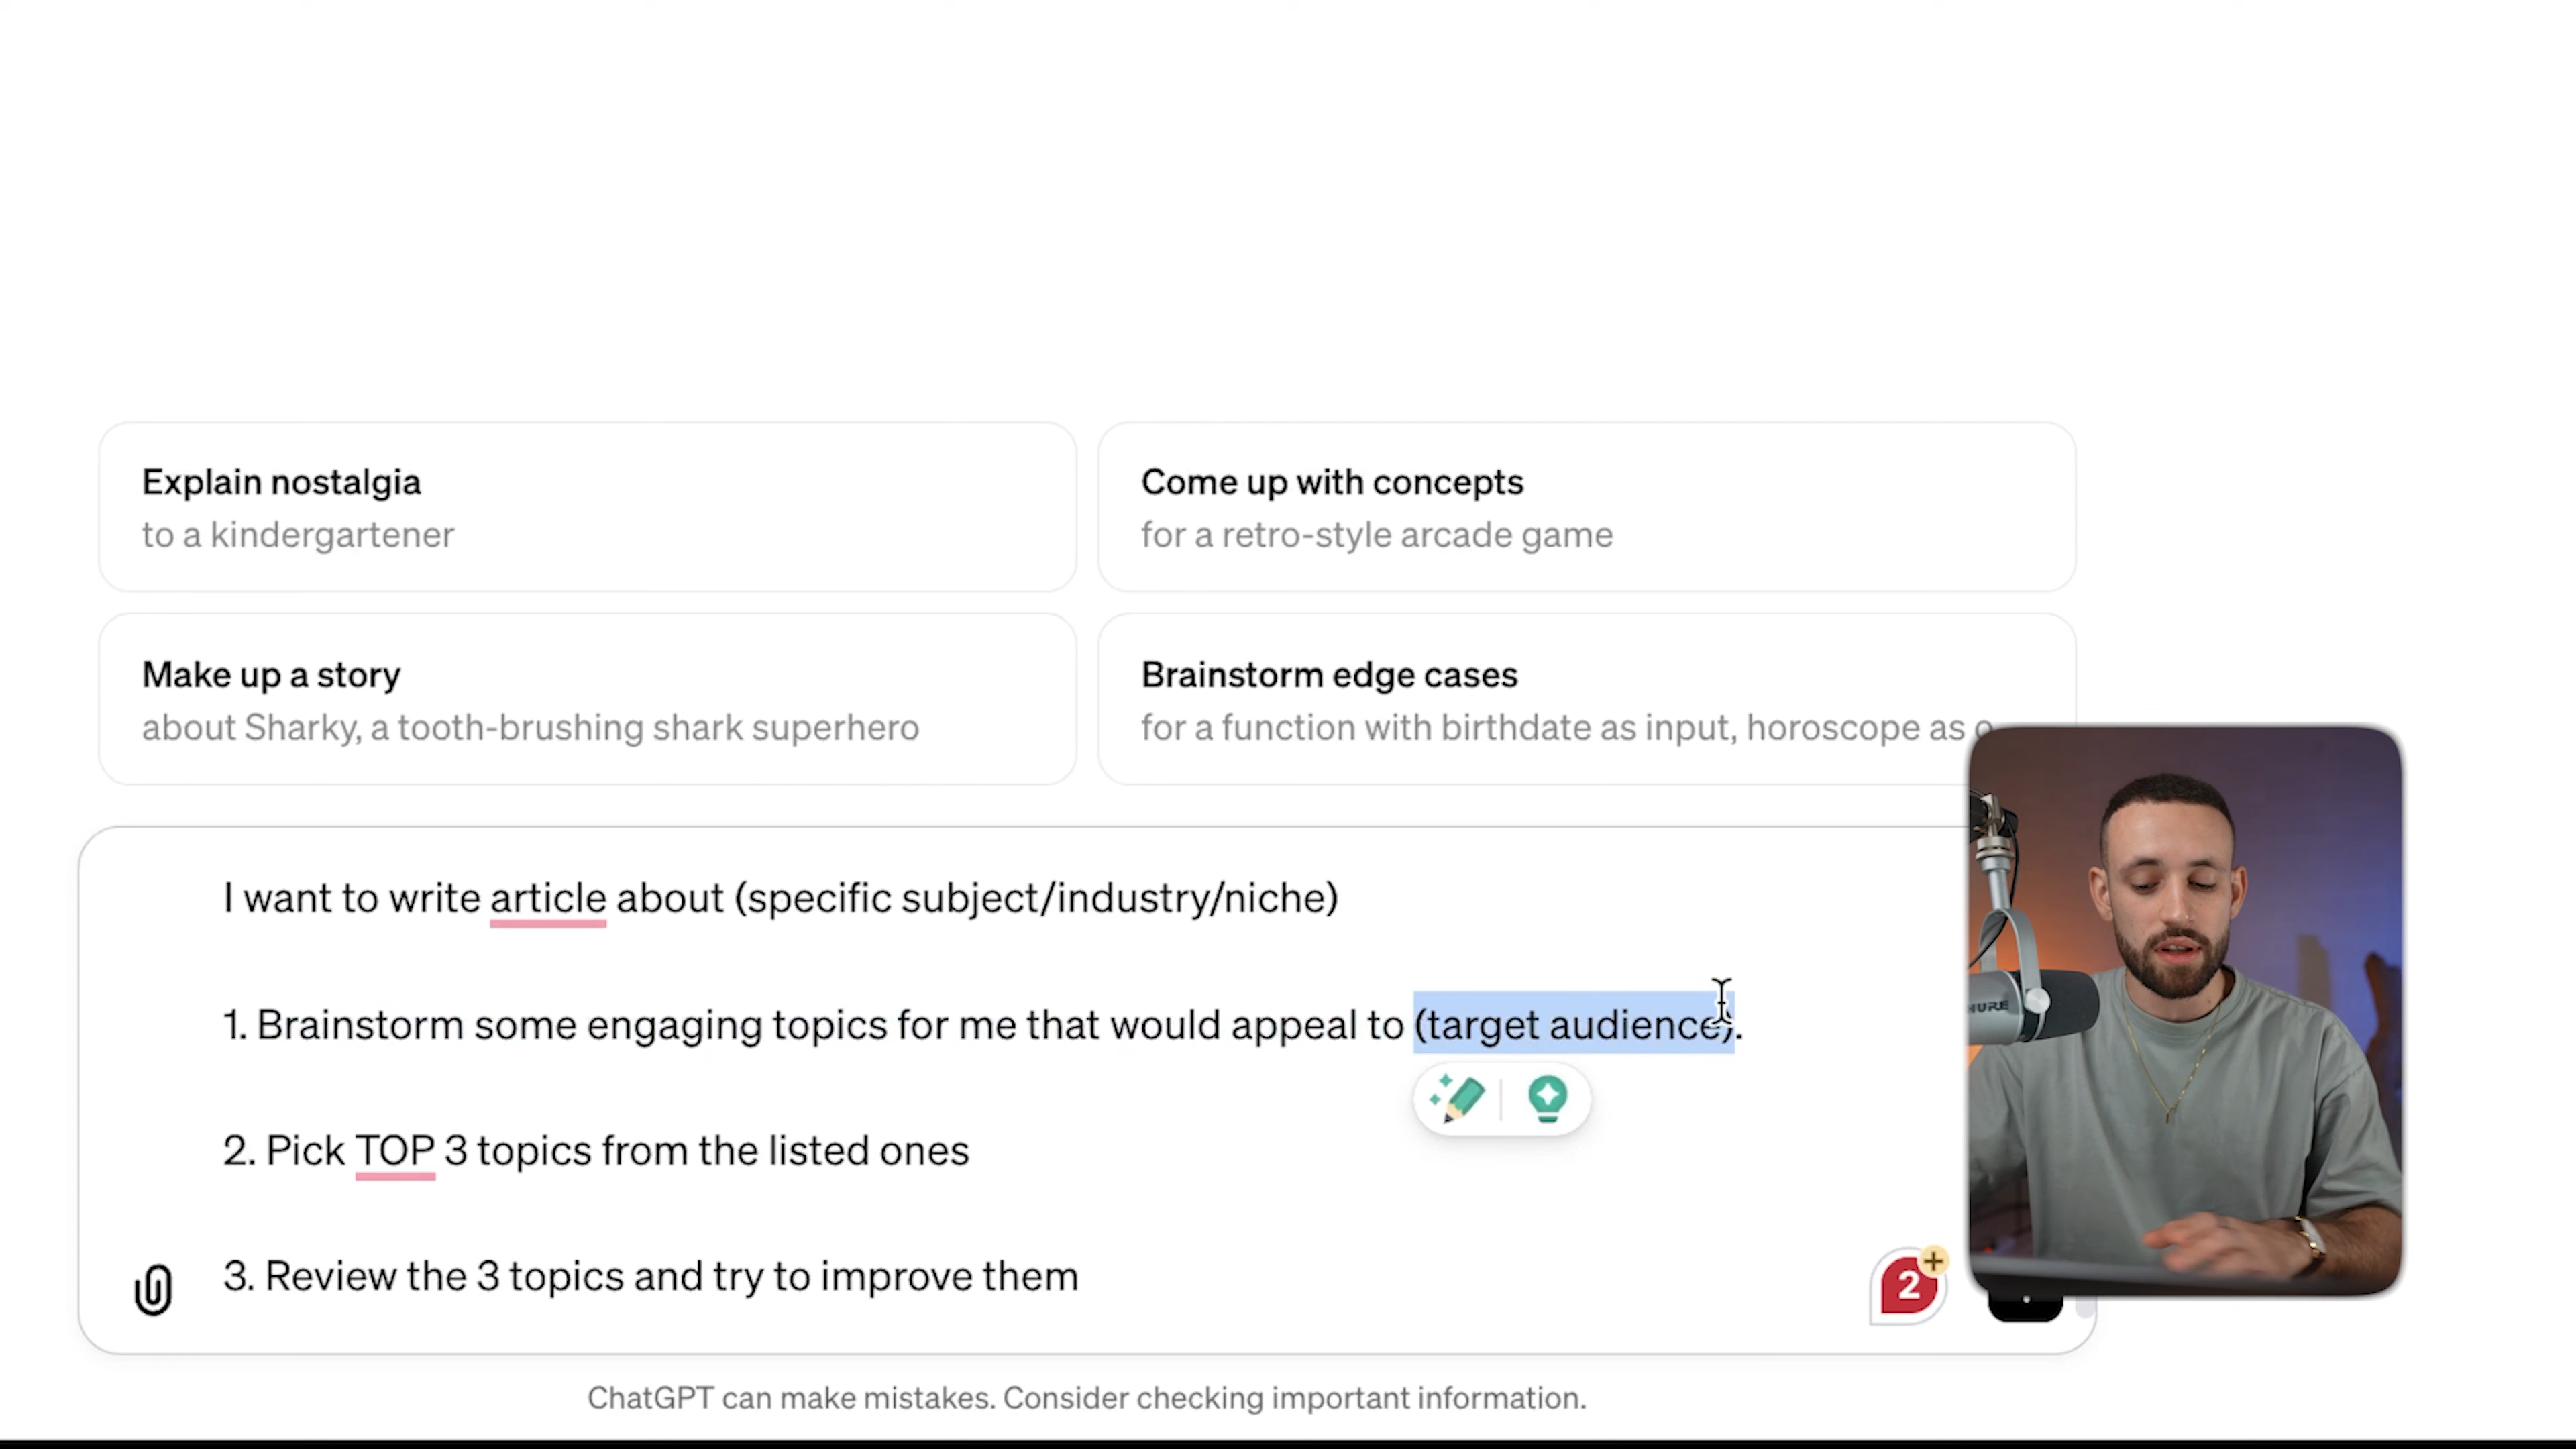 Explain nostalgia
to a kindergartener
Come up with concepts
for a retro-style arcade game
Make up a story
about Sharky, a tooth-brushing shark superhero
Brainstorm edge cases
for a function with birthdate as input, horoscope as o
I want to write article about (specific subject/industry/niche)
1. Brainstorm some engaging topics for me that would appeal to (target audience).
2. Pick TOP 3 topics from the listed ones
3. Review the 3 topics and try to improve them
2
HURE
ChatGPT can make mistakes. Consider checking important information.